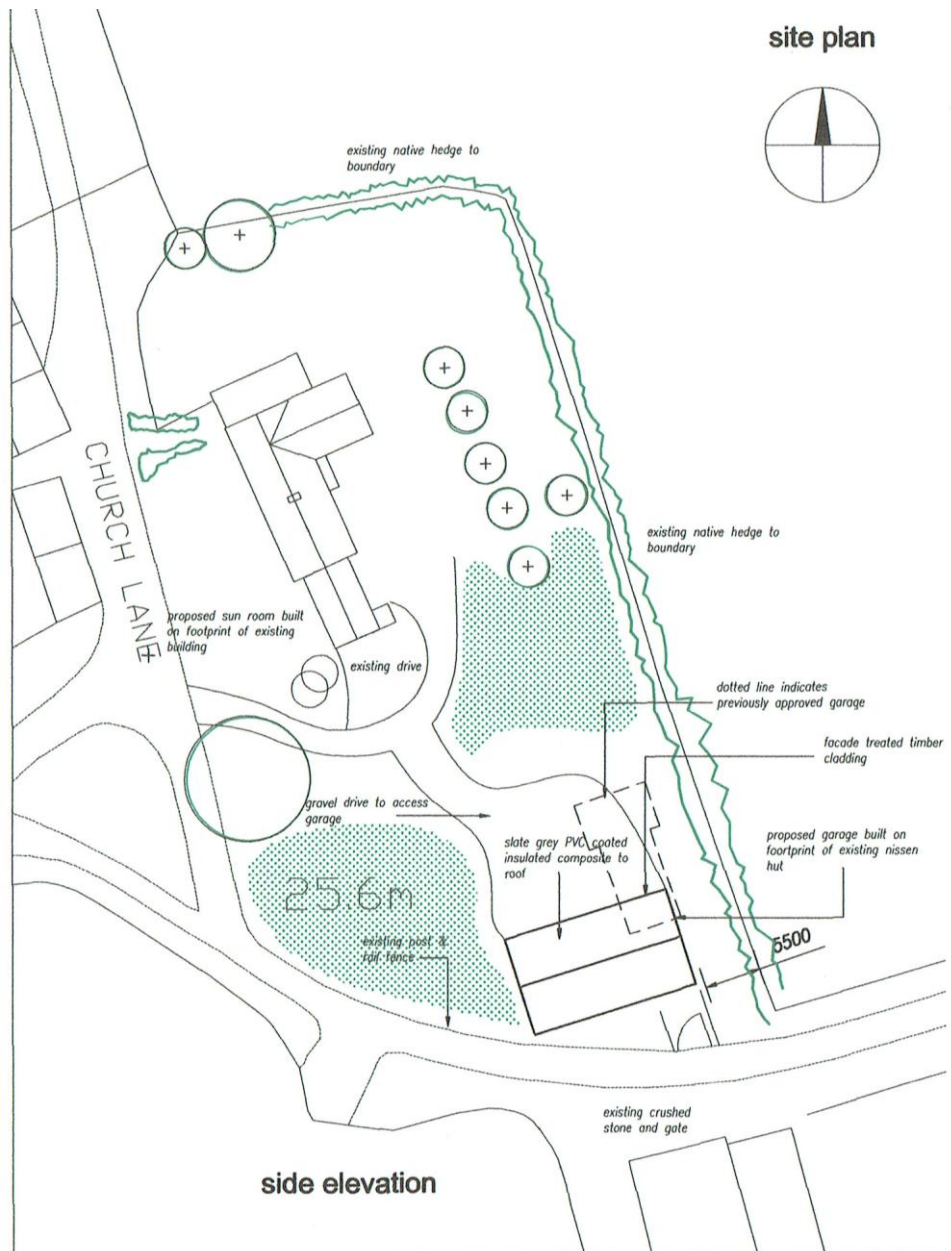 site plan
existing native hedge to
boundary
CHURCH LANE
existing native hedge to
boundary
proposed sun room built
on footprint of existing
building
existing drive
dotted line indicates
previously approved garage
facade treated timber
cladding
gravel drive to access
garage
slate grey PVC coated
insulated composite to
roof
proposed garage built on
foortprint of existing nissen
hut
25.6m
existing post &
rail fence
5500
existing crushed
stone and gate
side elevation